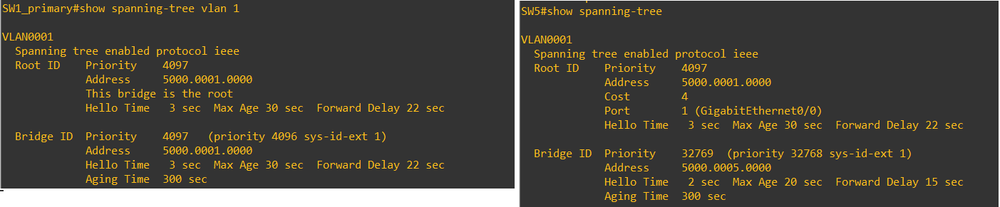 SW1_primary#show spanning-tree vlan 1
VLAN0001
Spanning tree enabled protocol ieee
Root ID Priority 4097
Address 5000.0001.0000
This bridge is the root
Hello Time 3 sec Max Age 30 sec Forward Delay 22 sec
Bridge ID Priority 4097 (priority 4096 sys-id-ext 1)
Address 5000.0001.0000
Hello Time 3 sec Max Age 30 sec Forward Delay 22 sec
Aging Time 300 sec
SW5#show spanning-tree
VLAN0001
Spanning tree enabled protocol ieee
Root ID Priority 4097
Address 5000.0001.0000
Cost 4
Port 1 (GigabitEthernet0/0)
Hello Time 3 sec Max Age 30 sec Forward Delay 22 sec
Bridge ID Priority 32769 (priority 32768 sys-id-ext 1)
Address 5000.0005.0000
Hello Time 2 sec Max Age 20 sec Forward Delay 15 sec
Aging Time 300 sec